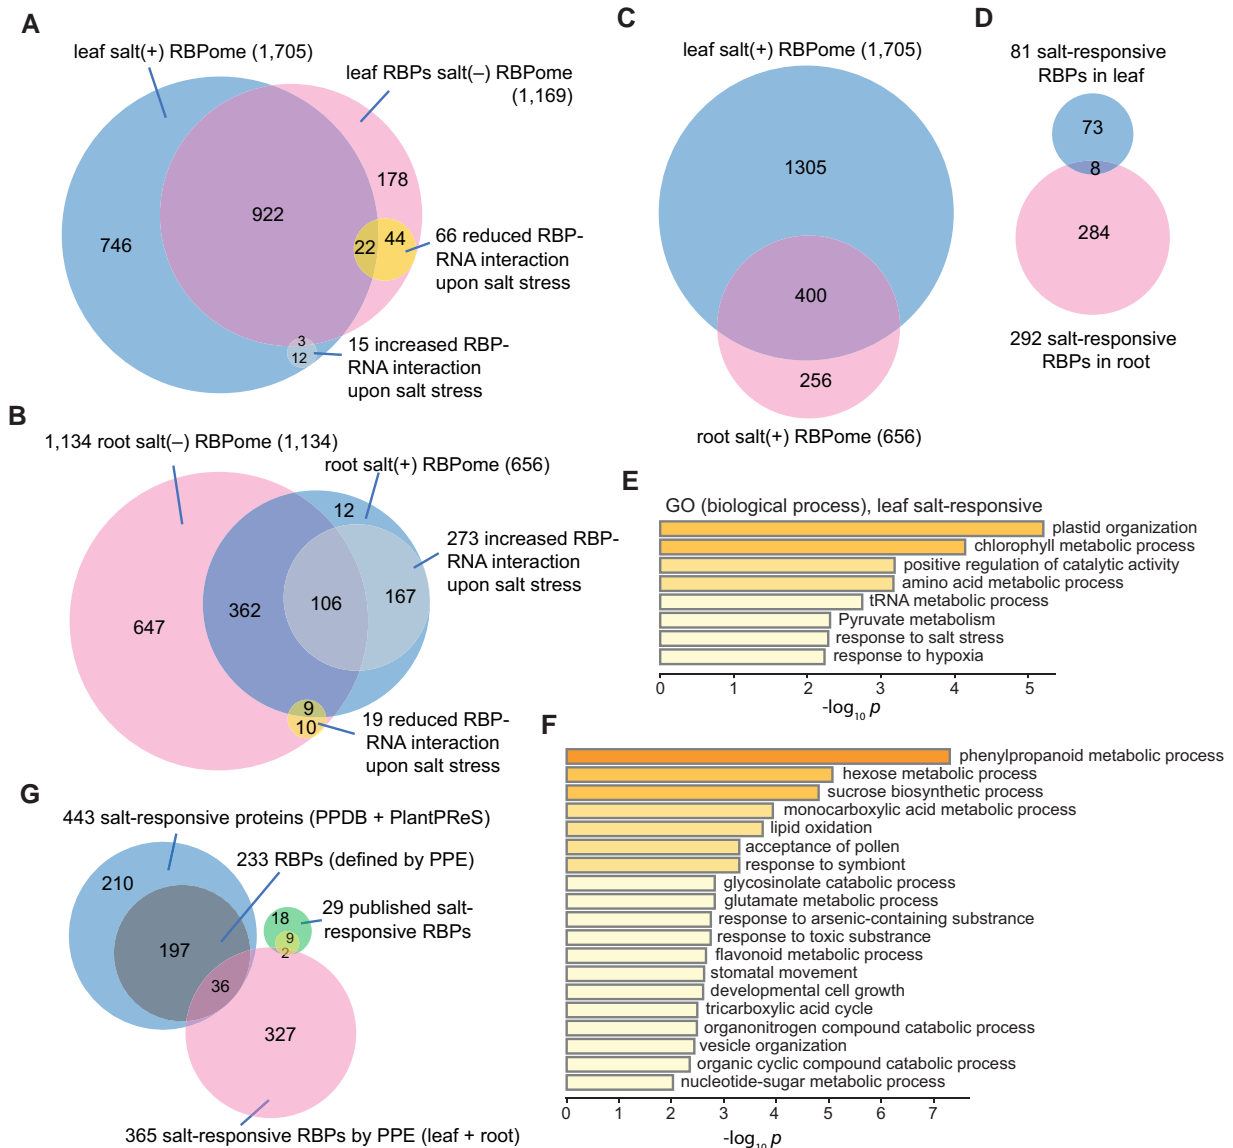 A
leaf salt(+) RBPome (1,705)
leaf RBPs salt(–) RBPome
(1,169)
178
922
746
22
44
66 reduced RBP-
RNA interaction
upon salt stress
3
12
15 increased RBP-
RNA interaction
upon salt stress
B
1,134 root salt(–) RBPome (1,134)
root salt(+) RBPome (656)
12
273 increased RBP-
RNA interaction
upon salt stress
647
362
106
167
9
10
19 reduced RBP-
RNA interaction
upon salt stress
C
leaf salt(+) RBPome (1,705)
1305
400
256
root salt(+) RBPome (656)
D
81 salt-responsive
RBPs in leaf
73
8
284
292 salt-responsive
RBPs in root
E
GO (biological process), leaf salt-responsive
plastid organization
chlorophyll metabolic process
positive regulation of catalytic activity
amino acid metabolic process
tRNA metabolic process
Pyruvate metabolism
response to salt stress
response to hypoxia
0 1 2 3 4 5
-log10 p
F
phenylpropanoid metabolic process
hexose metabolic process
sucrose biosynthetic process
monocarboxylic acid metabolic process
lipid oxidation
acceptance of pollen
response to symbiont
glycosinolate catabolic process
glutamate metabolic process
response to arsenic-containing substrance
response to toxic substrance
flavonoid metabolic process
stomatal movement
developmental cell growth
tricarboxylic acid cycle
organonitrogen compound catabolic process
vesicle organization
organic cyclic compound catabolic process
nucleotide-sugar metabolic process
0 1 2 3 4 5 6 7
-log10 p
G
443 salt-responsive proteins (PPDB + PlantPReS)
233 RBPs (defined by PPE)
210
29 published salt-
responsive RBPs
18
9
2
197
36
327
365 salt-responsive RBPs by PPE (leaf + root)